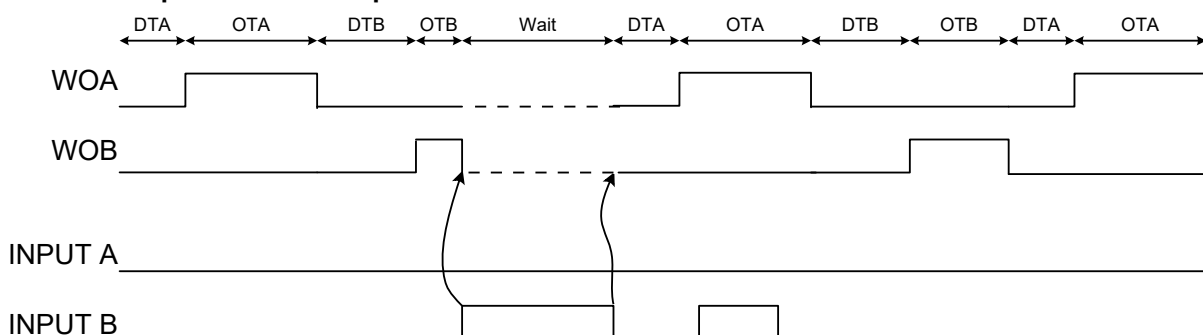 DTA OTA DTB OTB Wait DTA OTA DTB OTB DTA OTA
WOA
WOB
INPUT A
INPUT B